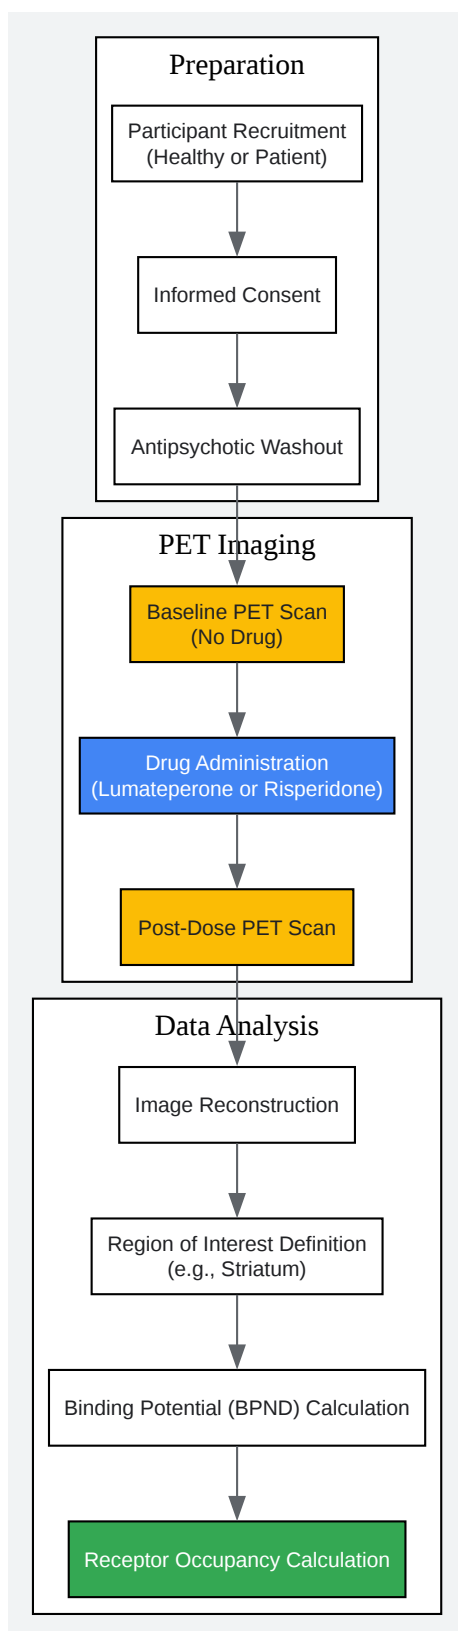 Preparation
Participant Recruitment
(Healthy or Patient)
Informed Consent
Antipsychotic Washout
PET Imaging
Baseline PET Scan
(No Drug)
Drug Administration
(Lumateperone or Risperidone)
Post-Dose PET Scan
Data Analysis
Image Reconstruction
Region of Interest Definition
(e.g., Striatum)
Binding Potential (BPND) Calculation
Receptor Occupancy Calculation